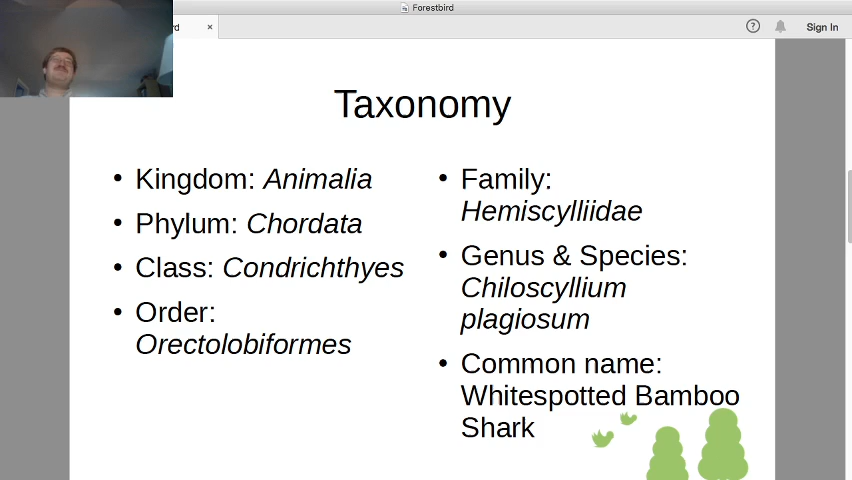 Forestbird
rd ×
? Sign In
Taxonomy
• Kingdom: Animalia
• Phylum: Chordata
• Class: Condrichthyes
• Order:
Orectolobiformes
• Family:
Hemiscylliidae
• Genus & Species:
Chiloscyllium
plagiosum
• Common name:
Whitespotted Bamboo
Shark